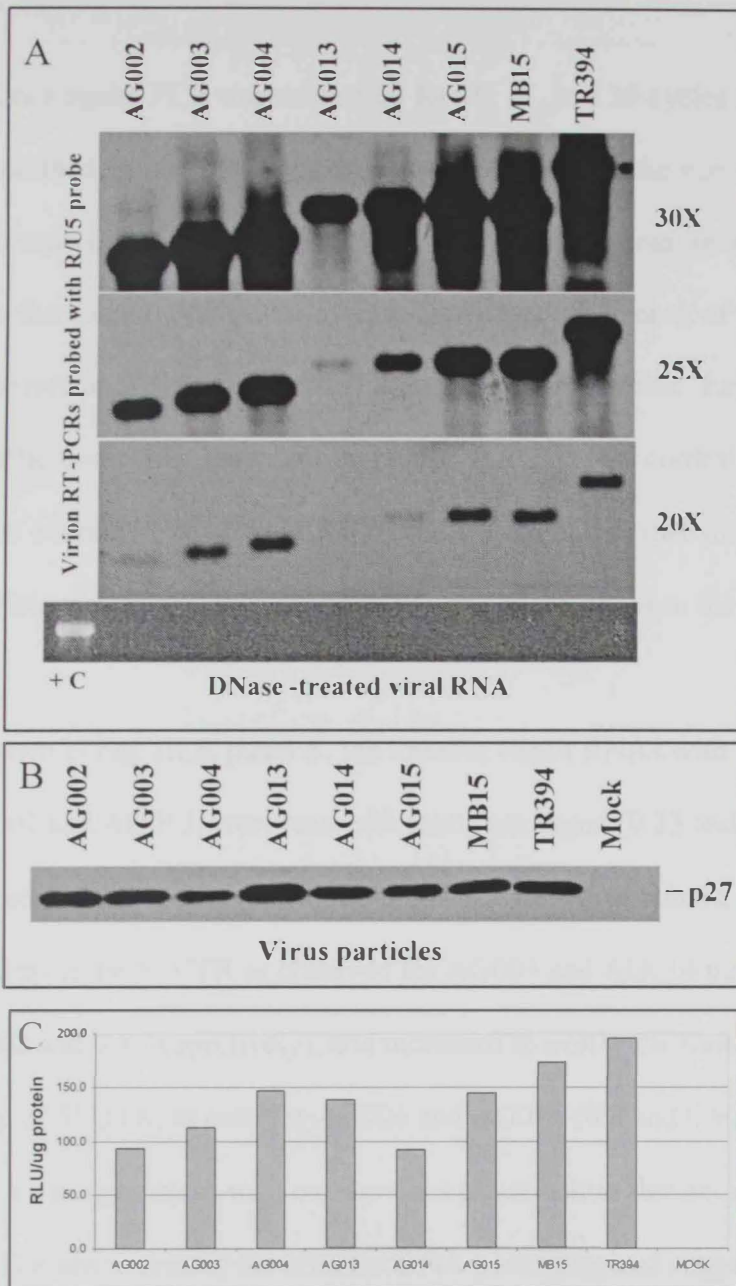 A
AG002 AG003 AG004 AG013 AG014 AG015 MB15 TR394
Virion RT-PCRs probed with R/U5 probe
30X
25X
20X
+ C
DNase -treated viral RNA
B
AG002 AG003 AG004 AG013 AG014 AG015 MB15 TR394 Mock
– p27
Virus particles
C
RLU/ug protein
200.0
150.0
100.0
50.0
0.0
AG002 AG003 AG004 AG013 AG014 AG015 MB15 TR394 MOCK